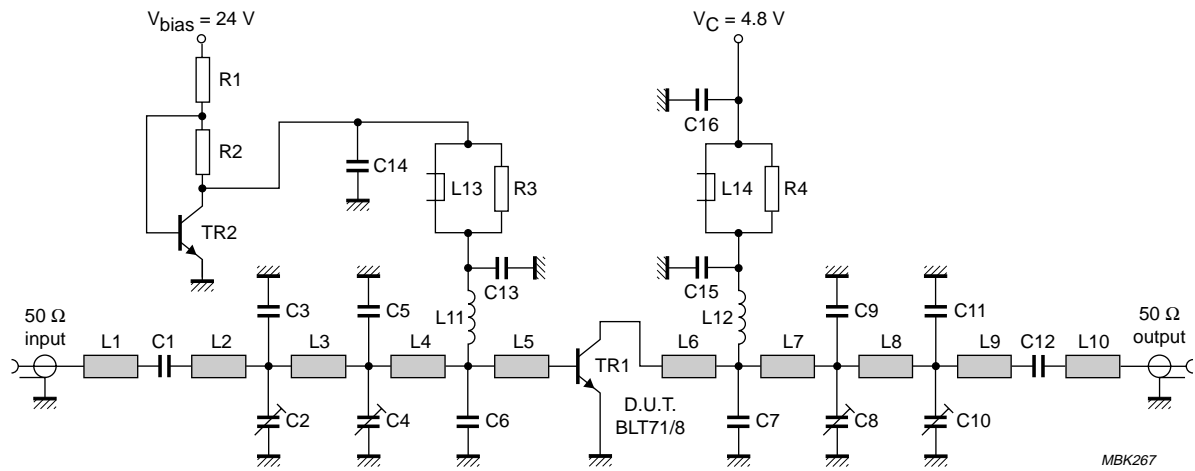 V_bias = 24 V
V_C = 4.8 V
R1
C16
R2
C14
L13
R3
L14
R4
TR2
C13
C15
C3
C5
L11
L12
C9
C11
50 Ω
input
L1
C1
L2
L3
L4
L5
TR1
L6
L7
L8
L9
C12
L10
50 Ω
output
C2
C4
C6
D.U.T.
BLT71/8
C7
C8
C10
MBK267